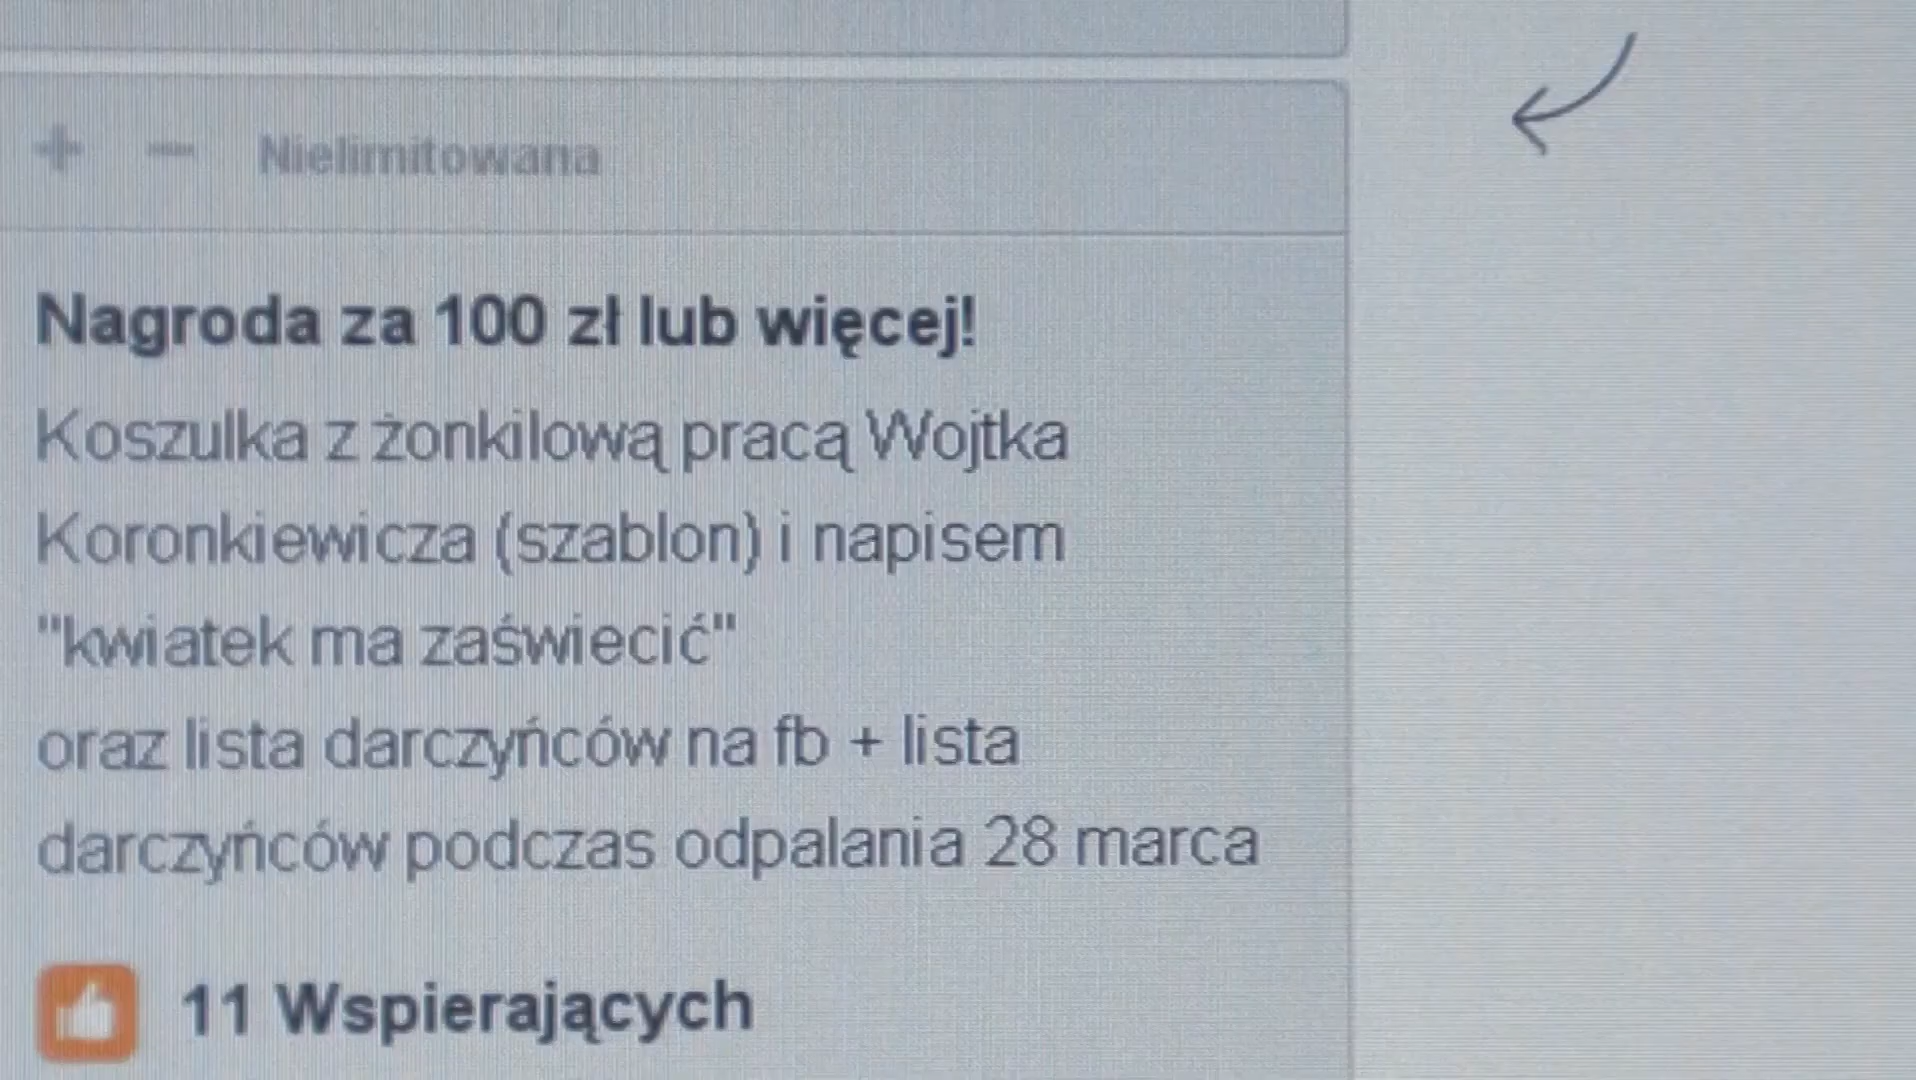 + − Nielimitowana
Nagroda za 100 zł lub więcej!
Koszulka z żonkilową pracą Wojtka
Koronkiewicza (szablon) i napisem
"kwiatek ma zaświecić"
oraz lista darczyńców na fb + lista
darczyńców podczas odpalania 28 marca
11 Wspierających